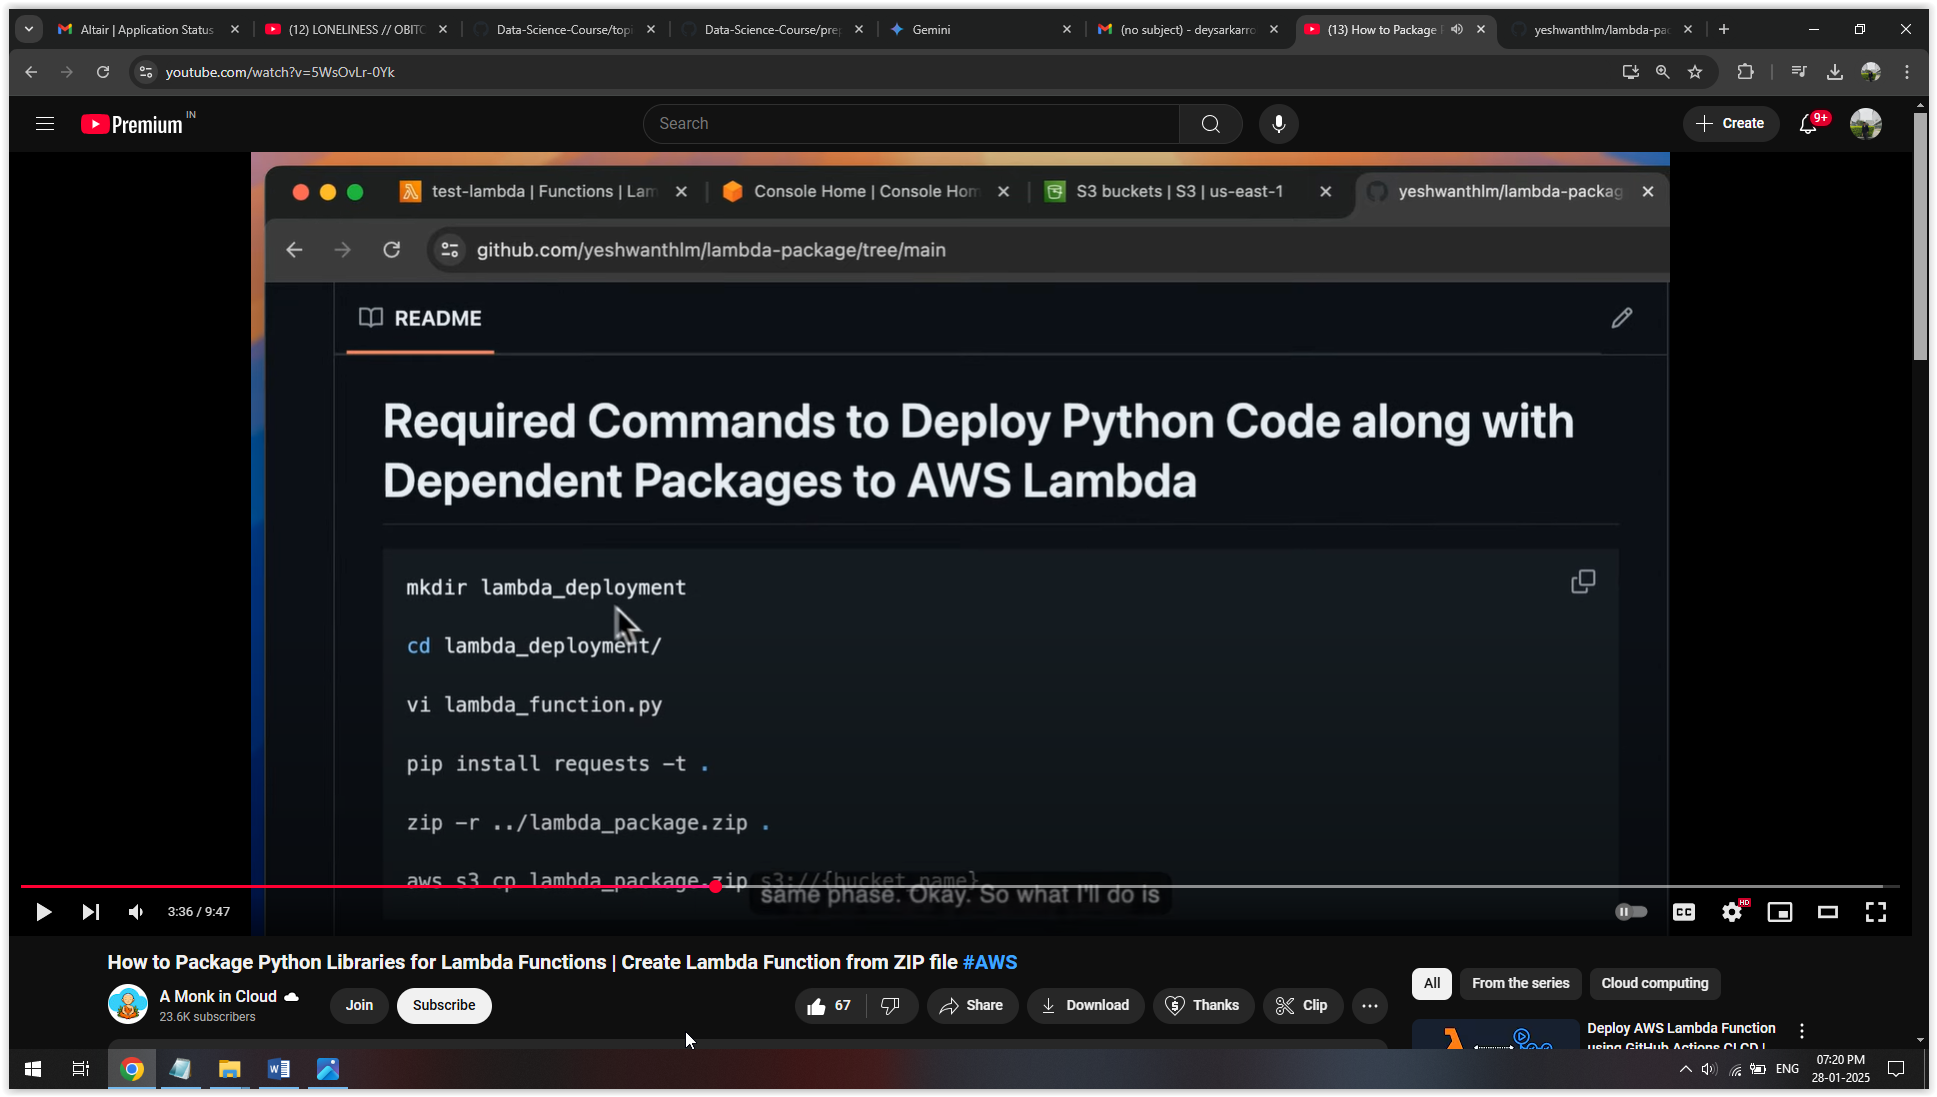 Altair | Application Status
(12) LONELINESS // OBITO
Data-Science-Course/topi
Data-Science-Course/prep
Gemini
(no subject) - deysarkarro
(13) How to Package P
yeshwanthlm/lambda-pac
youtube.com/watch?v=5WsOvLr-0Yk
Premium IN
Search
Create
9+
test-lambda | Functions | Lam
Console Home | Console Hom
S3 buckets | S3 | us-east-1
yeshwanthlm/lambda-packag
github.com/yeshwanthlm/lambda-package/tree/main
README
Required Commands to Deploy Python Code along with
Dependent Packages to AWS Lambda
mkdir lambda_deployment
cd lambda_deployment/
vi lambda_function.py
pip install requests -t .
zip -r ../lambda_package.zip .
aws s3 cp lambda_package.zip s3://{bucket_name}
same phase. Okay. So what I'll do is
3:36 / 9:47
CC
HD
How to Package Python Libraries for Lambda Functions | Create Lambda Function from ZIP file #AWS
A Monk in Cloud
23.6K subscribers
Join
Subscribe
67
Share
Download
Thanks
Clip
All
From the series
Cloud computing
Deploy AWS Lambda Function
using GitHub Actions CI CD |
ENG
07:20 PM
28-01-2025